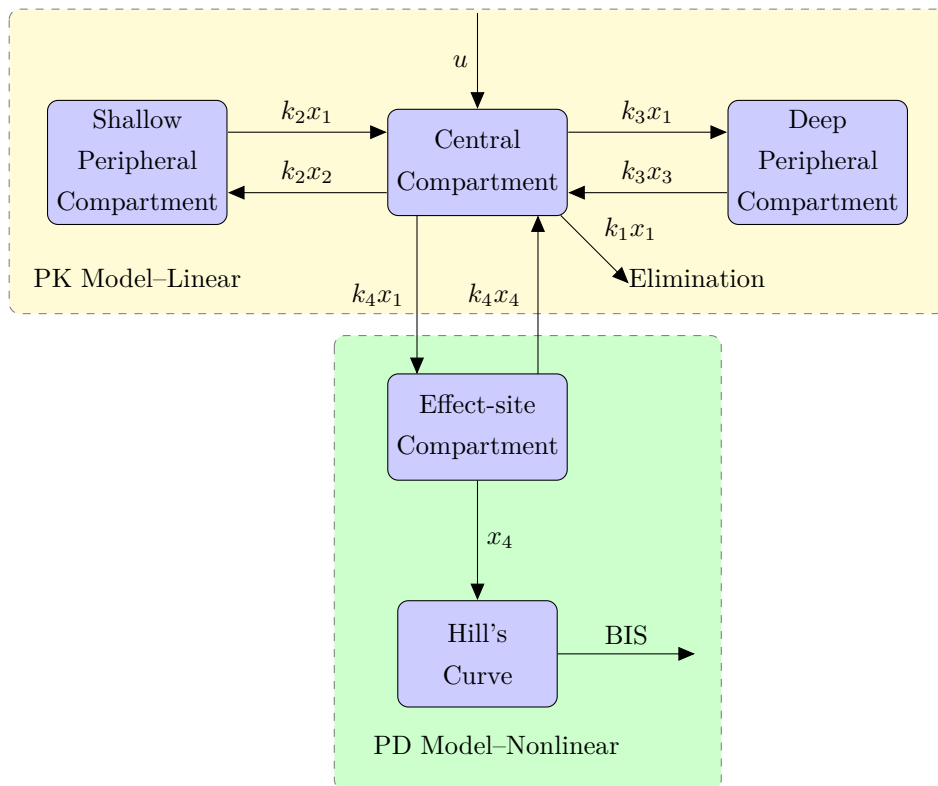 u
Shallow
Peripheral
Compartment
k₂x₁
k₂x₂
Central
Compartment
k₃x₁
k₃x₃
Deep
Peripheral
Compartment
k₁x₁
PK Model–Linear
Elimination
k₄x₁
k₄x₄
Effect-site
Compartment
x₄
Hill's
Curve
BIS
PD Model–Nonlinear